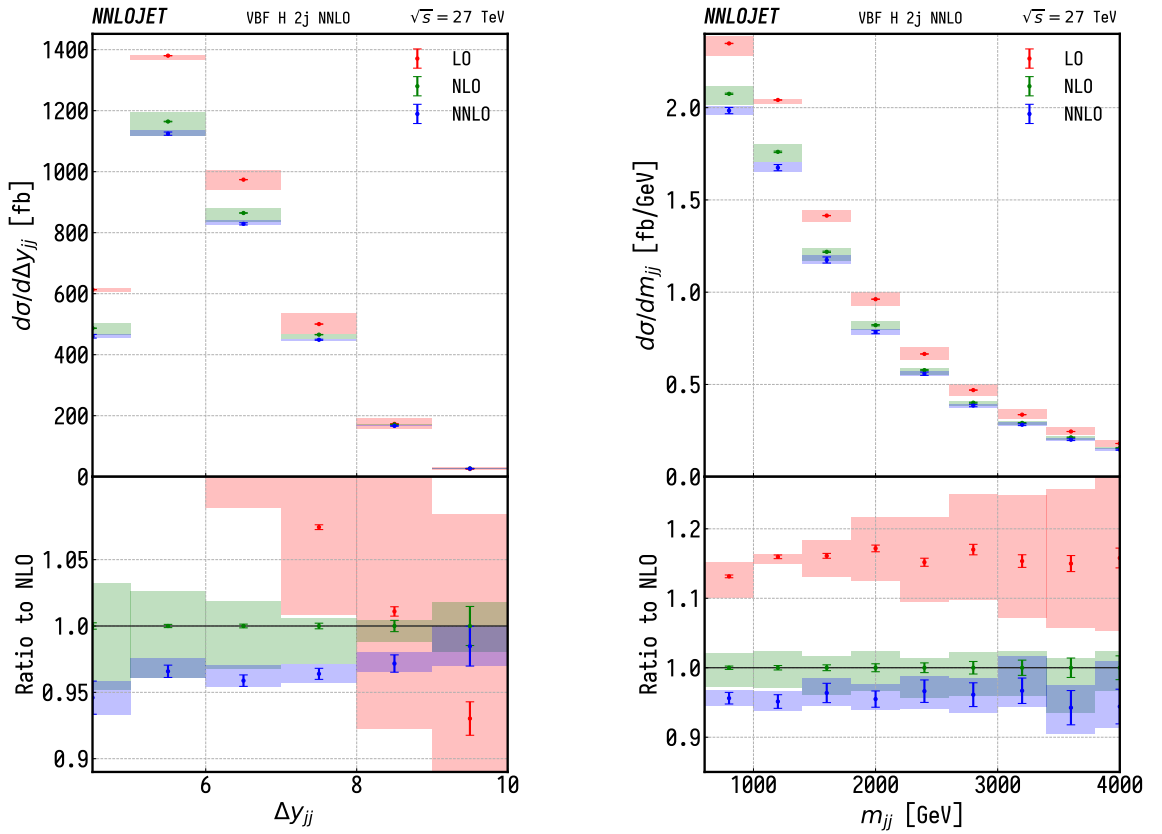 NNLOJET VBF H 2j NNLO √s = 27 TeV
LO
NLO
NNLO
dσ/dΔy_jj [fb]
1400
1200
1000
800
600
400
200
0
Ratio to NLO
1.05
1.0
0.95
0.9
6 8 10
Δy_jj
NNLOJET VBF H 2j NNLO √s = 27 TeV
LO
NLO
NNLO
dσ/dm_jj [fb/GeV]
2.0
1.5
1.0
0.5
0.0
Ratio to NLO
1.2
1.1
1.0
0.9
1000 2000 3000 4000
m_jj [GeV]